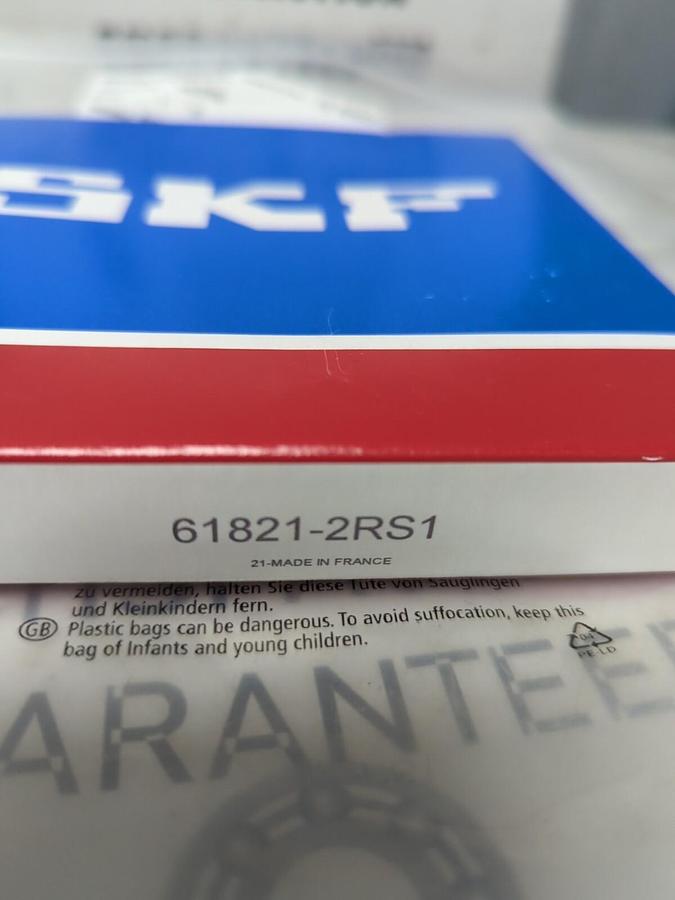 SKF
61821-2RS1
21-MADE IN FRANCE
zu vermeiden, halten Sie diese Tüte von Säuglingen
und Kleinkindern fern.
GB Plastic bags can be dangerous. To avoid suffocation, keep this
bag of Infants and young children.
04
PE-LD
ARANTEE